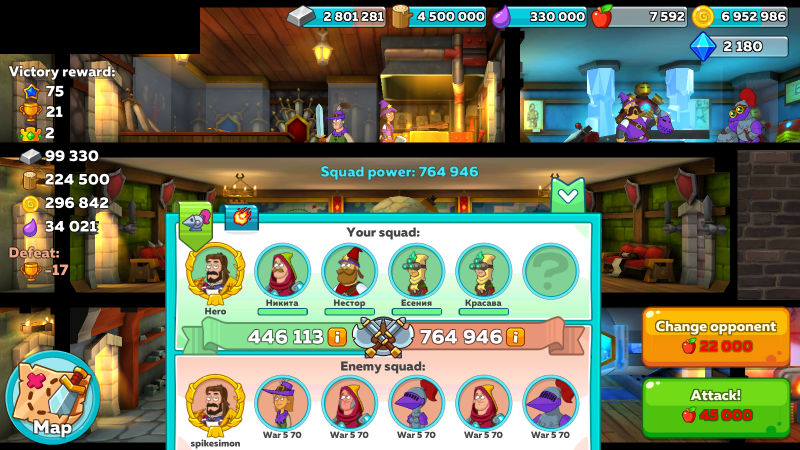 2 801 281
4 500 000
330 000
7 592
6 952 986
2 180
Victory reward:
75
21
2
99 330
224 500
296 842
34 021
Defeat:
-17
Squad power: 764 946
Your squad:
Hero
Никита
Нестор
Есения
Красава
?
446 113 i
764 946 i
Enemy squad:
spikesimon
War 5 70
War 5 70
War 5 70
War 5 70
War 5 70
Change opponent
22 000
Attack!
45 000
Map